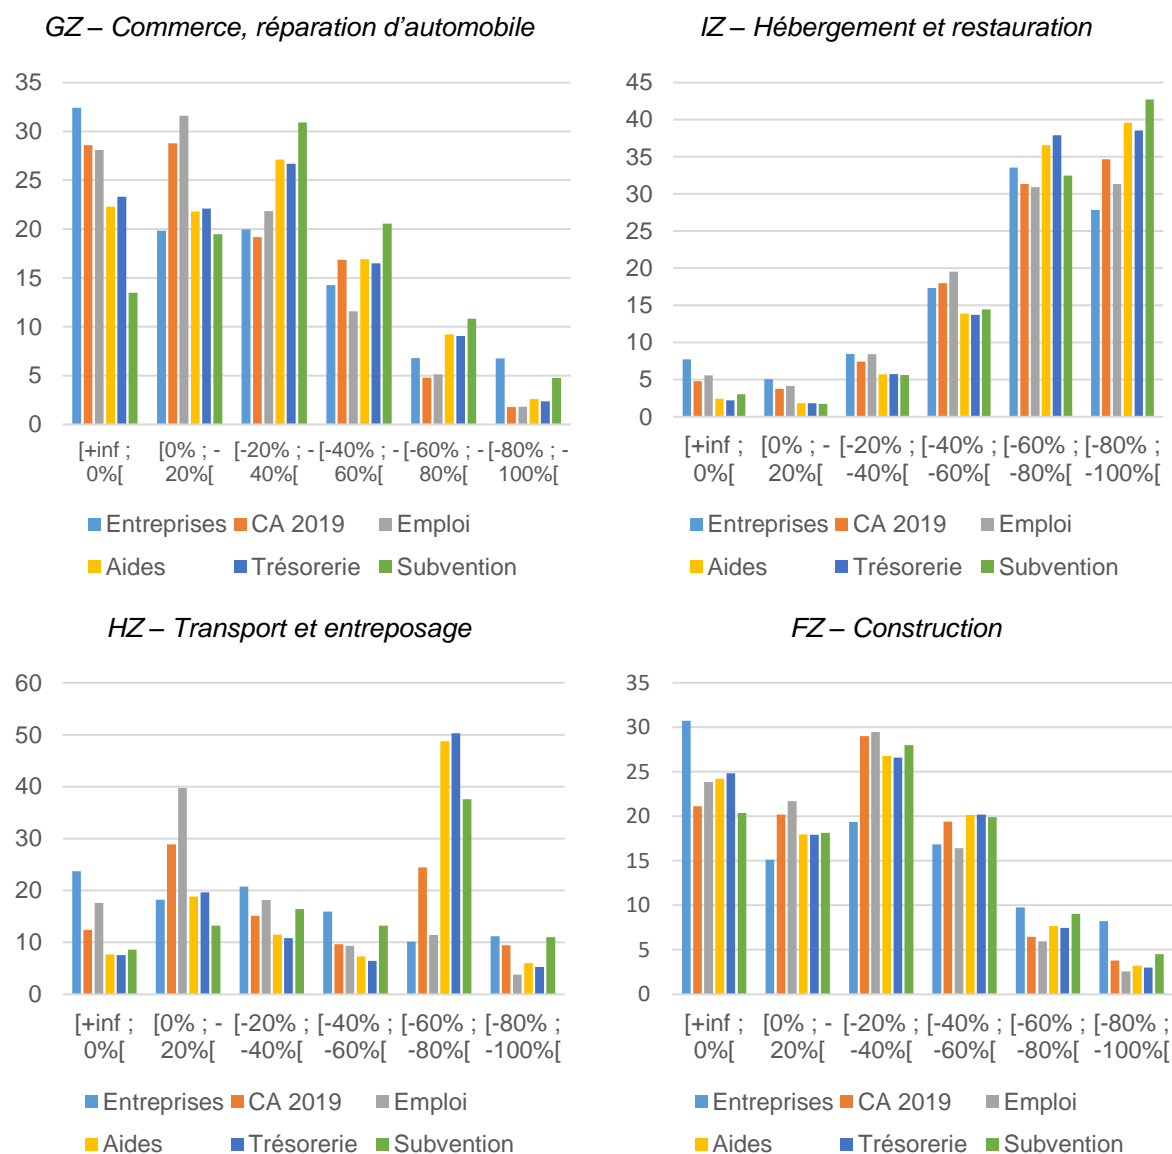 GZ – Commerce, réparation d'automobile
35
30
25
20
15
10
5
0
[+inf ; [0% ; - [-20% ; - [-40% ; - [-60% ; - [-80% ; -
0%[ 20%[ 40%[ 60%[ 80%[ 100%[
Entreprises CA 2019 Emploi
Aides Trésorerie Subvention
IZ – Hébergement et restauration
45
40
35
30
25
20
15
10
5
0
[+inf ; [0% ; - [-20% ; [-40% ; [-60% ; [-80% ;
0%[ 20%[ -40%[ -60%[ -80%[ -100%[
Entreprises CA 2019 Emploi
Aides Trésorerie Subvention
HZ – Transport et entreposage
60
50
40
30
20
10
0
[+inf ; [0% ; - [-20% ; [-40% ; [-60% ; [-80% ;
0%[ 20%[ -40%[ -60%[ -80%[ -100%[
Entreprises CA 2019 Emploi
Aides Trésorerie Subvention
FZ – Construction
35
30
25
20
15
10
5
0
[+inf ; [0% ; - [-20% ; [-40% ; [-60% ; [-80% ;
0%[ 20%[ -40%[ -60%[ -80%[ -100%[
Entreprises CA 2019 Emploi
Aides Trésorerie Subvention